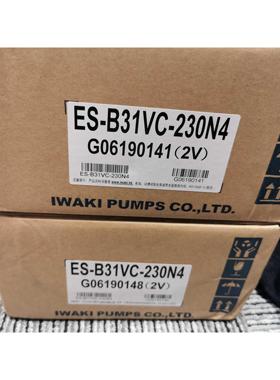 ES-B31VC-230N4
G06190141(2V)
ES-B31VC-230N4
G06190141
IWAKI PUMPS CO.,LTD.
ES-B31VC-230N4
G06190148(2V)